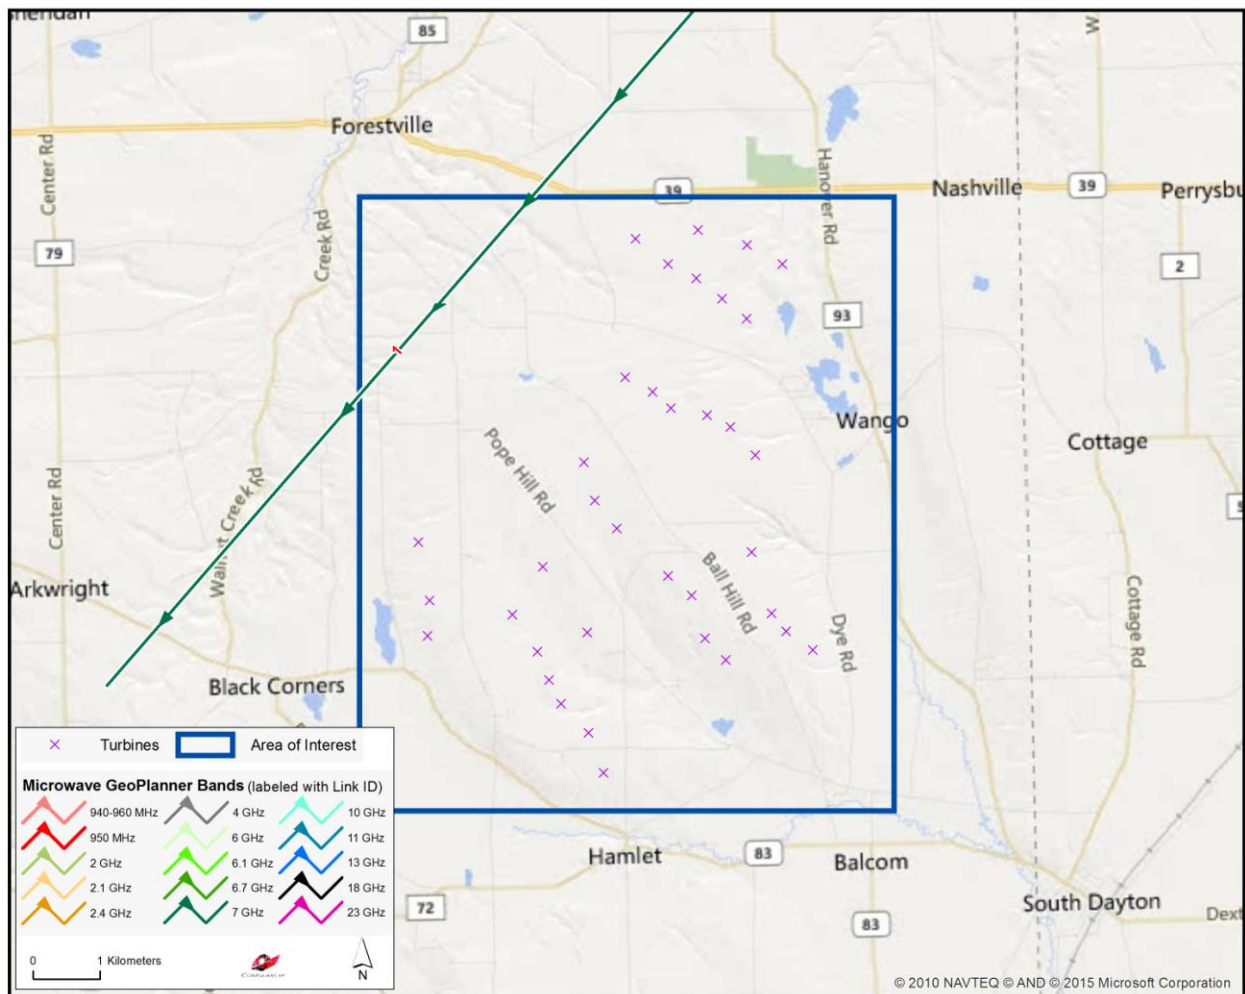 85
W
Forestville
Center Rd
Creek Rd
Hanover Rd
39
Nashville
39
Perrysbu
79
2
93
Wango
Cottage
Pope Hill Rd
Center Rd
Walnut Creek Rd
Arkwright
Ball Hill Rd
Dye Rd
Cottage Rd
Black Corners
Turbines
Area of Interest
Microwave GeoPlanner Bands (labeled with Link ID)
940-960 MHz
4 GHz
10 GHz
950 MHz
6 GHz
11 GHz
2 GHz
6.1 GHz
13 GHz
2.1 GHz
6.7 GHz
18 GHz
2.4 GHz
7 GHz
23 GHz
0
1 Kilometers
COMSEARCH
N
Hamlet
83
Balcom
72
83
South Dayton
Dext
© 2010 NAVTEQ © AND © 2015 Microsoft Corporation